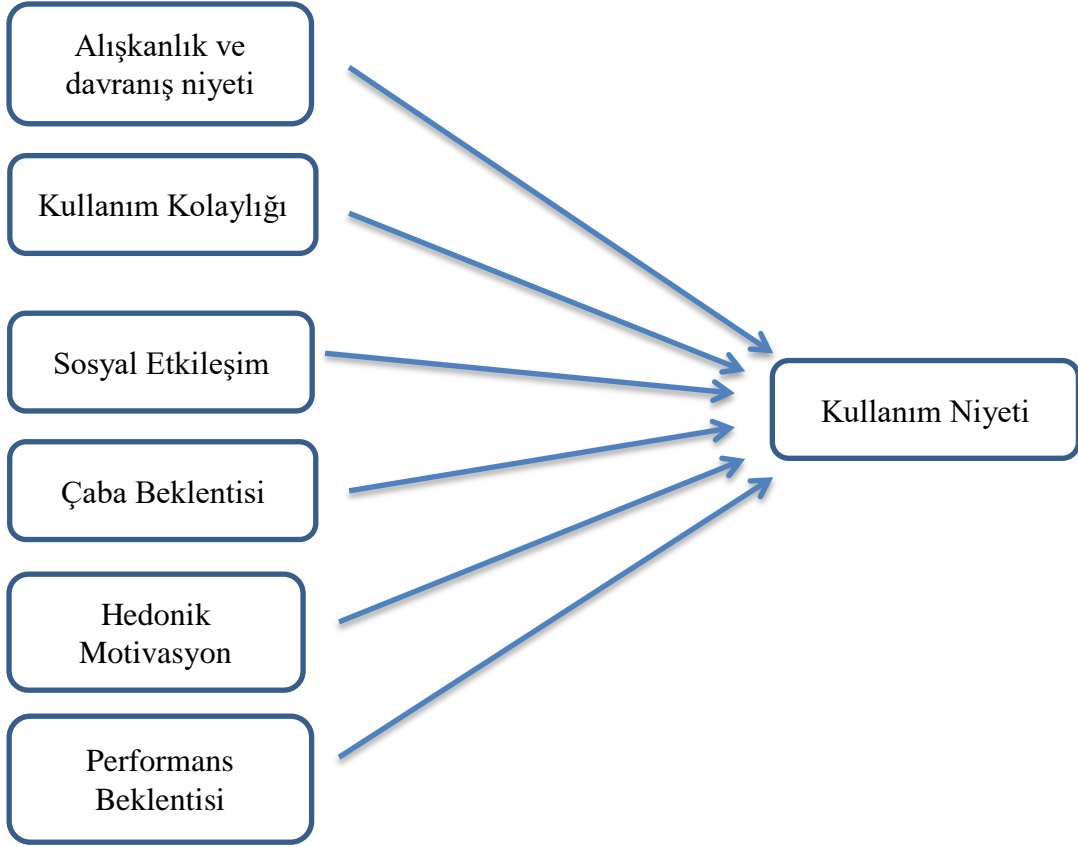 Alışkanlık ve
davranış niyeti
Kullanım Kolaylığı
Sosyal Etkileşim
Çaba Beklentisi
Hedonik
Motivasyon
Performans
Beklentisi
Kullanım Niyeti